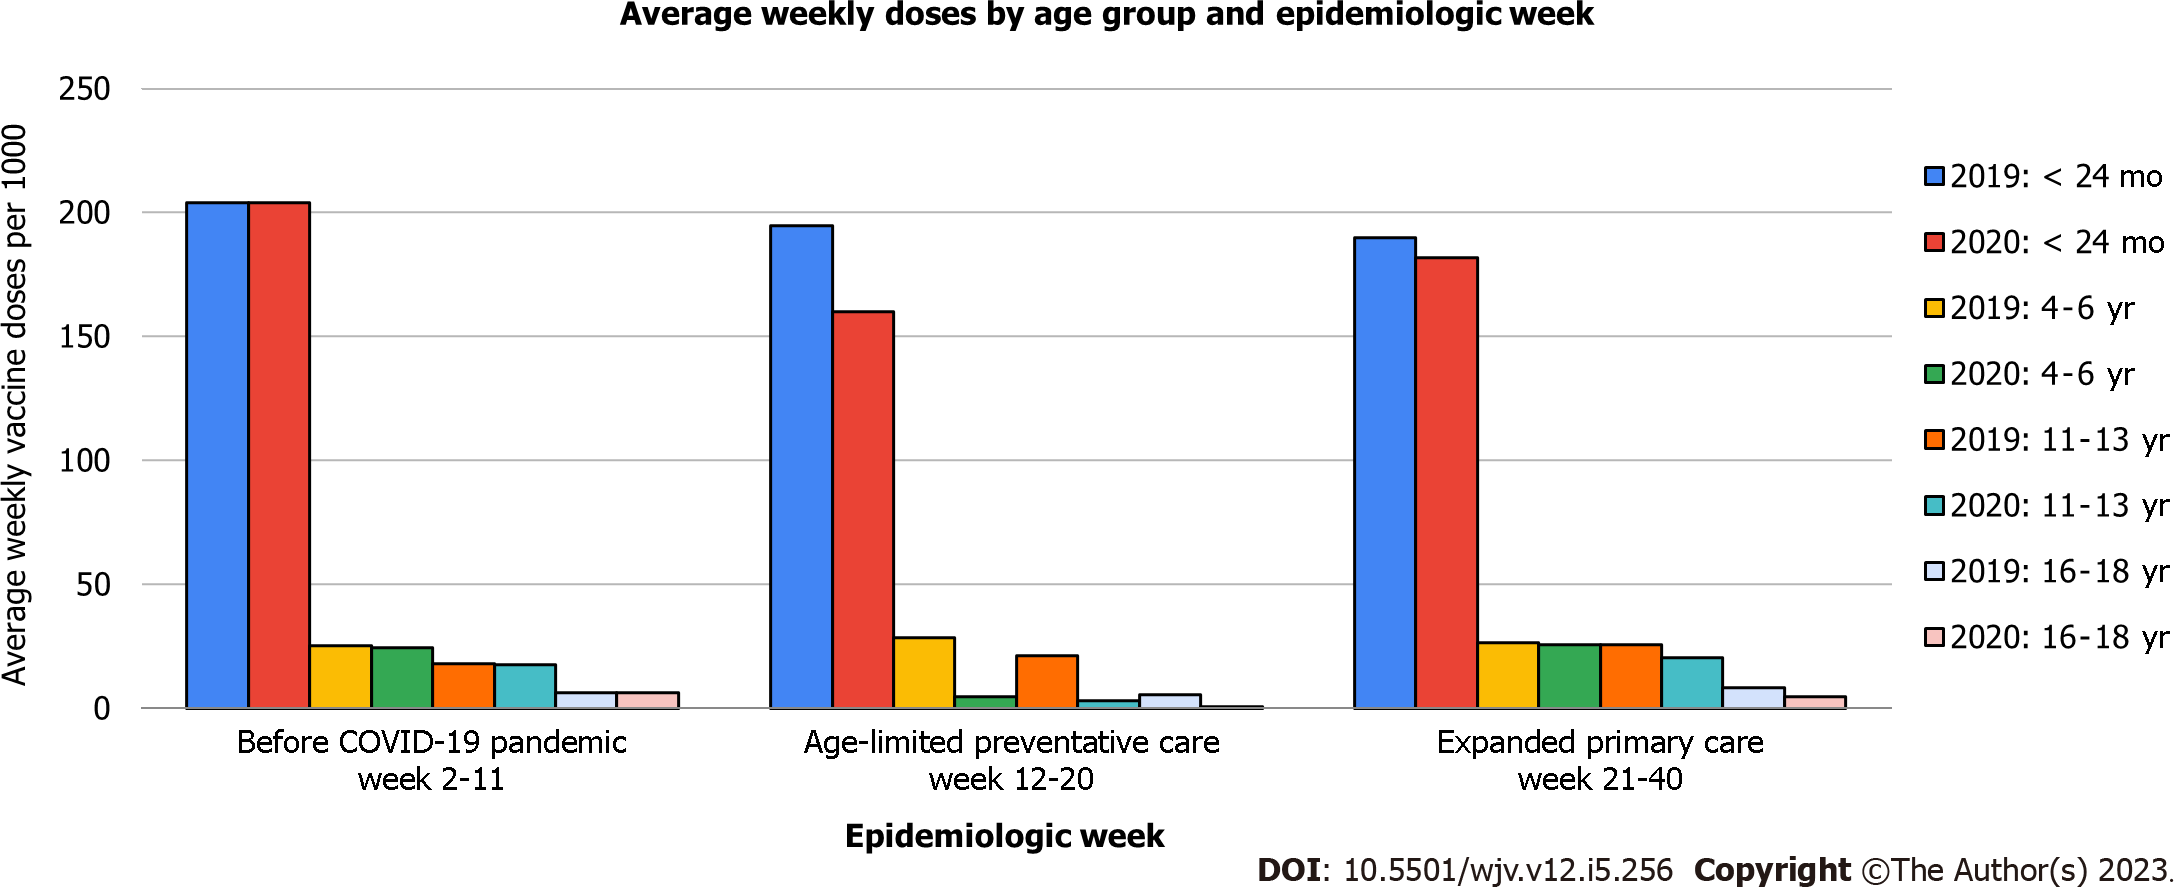 Average weekly doses by age group and epidemiologic week
Average weekly vaccine doses per 1000
250
200
150
100
50
0
Before COVID-19 pandemic
week 2-11
Age-limited preventative care
week 12-20
Expanded primary care
week 21-40
Epidemiologic week
2019: < 24 mo
2020: < 24 mo
2019: 4-6 yr
2020: 4-6 yr
2019: 11-13 yr
2020: 11-13 yr
2019: 16-18 yr
2020: 16-18 yr
DOI: 10.5501/wjv.v12.i5.256 Copyright ©The Author(s) 2023.